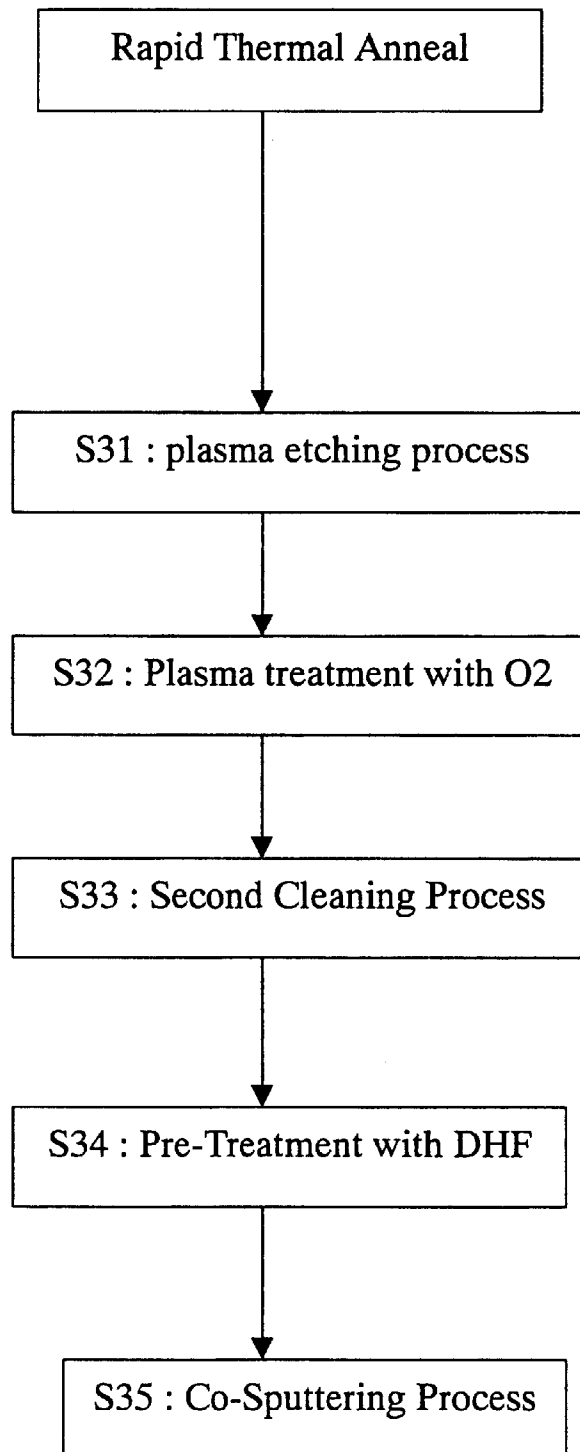 Rapid Thermal Anneal
S31 : plasma etching process
S32 : Plasma treatment with O2
S33 : Second Cleaning Process
S34 : Pre-Treatment with DHF
S35 : Co-Sputtering Process